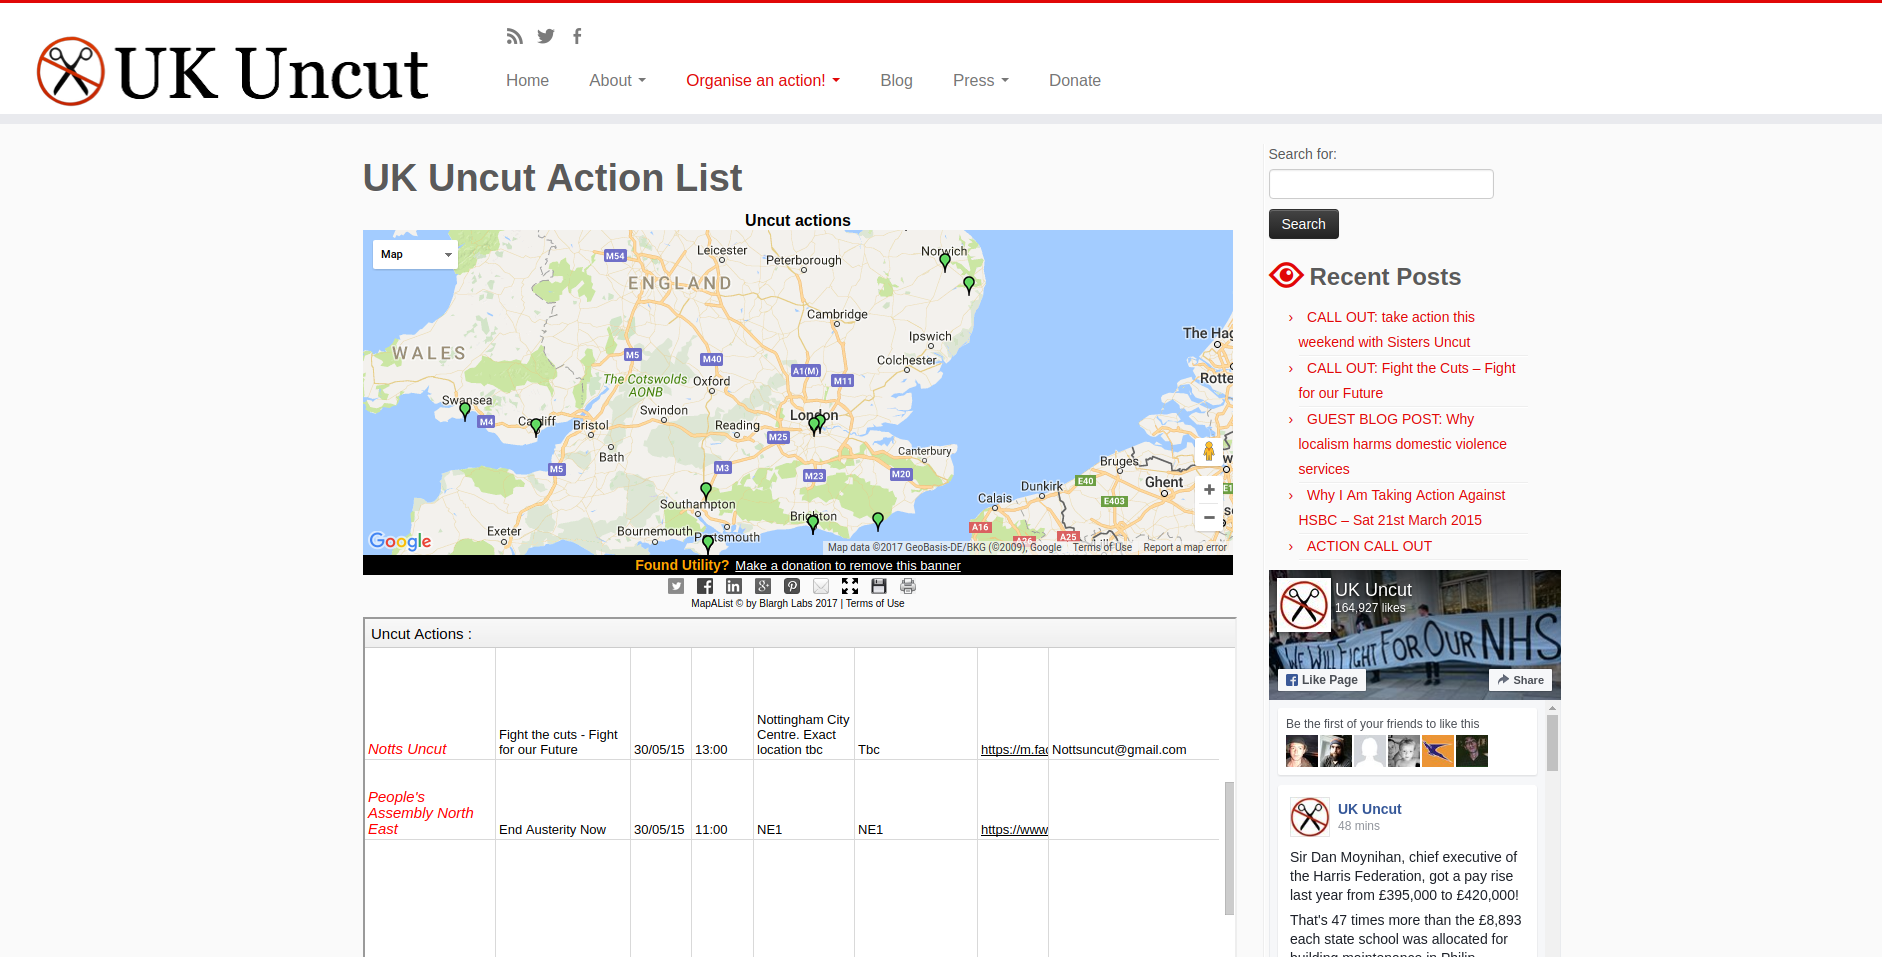 UK Uncut
Home
About
Organise an action!
Blog
Press
Donate
UK Uncut Action List
Uncut actions
Map
M54
Leicester
Peterborough
Norwich
ENGLAND
Cambridge
Ipswich
Colchester
The Hag
Rotte
WALES
M5
M40
A1(M)
M11
The Cotswolds
AONB
Oxford
Swansea
M4
Cardiff
Bristol
Swindon
Reading
London
M25
Bath
M5
M3
M23
M20
Canterbury
Bruges
Dunkirk
E40
Ghent
Calais
E403
E1
Southampton
Brighton
Exeter
Bournemouth
Portsmouth
A16
A25
Google
Map data ©2017 GeoBasis-DE/BKG (©2009), Google
Terms of Use
Report a map error
Found Utility? Make a donation to remove this banner
MapAList © by Blargh Labs 2017 | Terms of Use
Uncut Actions :
Notts Uncut
Fight the cuts - Fight
for our Future
30/05/15
13:00
Nottingham City
Centre. Exact
location tbc
Tbc
https://m.fac
Nottsuncut@gmail.com
People's
Assembly North
East
End Austerity Now
30/05/15
11:00
NE1
NE1
https://www
Search for:
Search
Recent Posts
› CALL OUT: take action this
weekend with Sisters Uncut
› CALL OUT: Fight the Cuts – Fight
for our Future
› GUEST BLOG POST: Why
localism harms domestic violence
services
› Why I Am Taking Action Against
HSBC – Sat 21st March 2015
› ACTION CALL OUT
UK Uncut
164,927 likes
WE WILL FIGHT FOR OUR NHS
Like Page
Share
Be the first of your friends to like this
UK Uncut
48 mins
Sir Dan Moynihan, chief executive of
the Harris Federation, got a pay rise
last year from £395,000 to £420,000!
That's 47 times more than the £8,893
each state school was allocated for
building maintenance in Philip